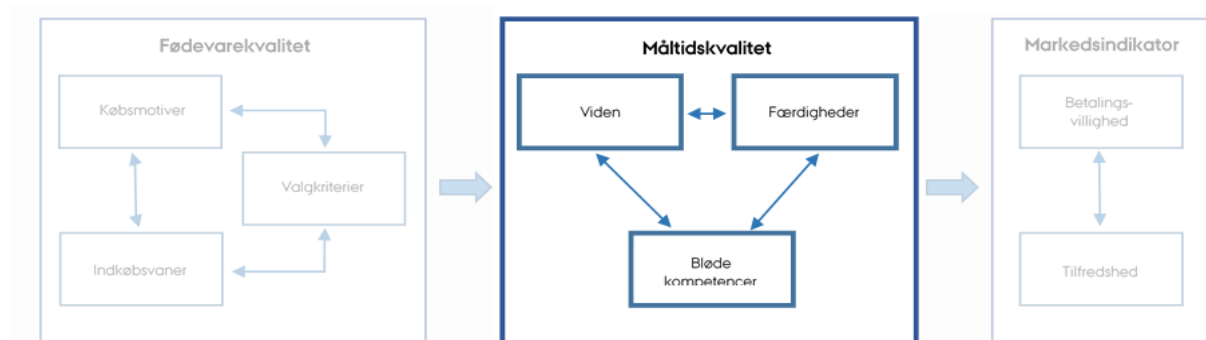 Fødevarekvalitet
Købsmotiver
Valgkriterier
Indkøbsvaner
Måltidskvalitet
Viden
Færdigheder
Bløde
kompetencer
Markedsindikator
Betalings-
villighed
Tilfredshed